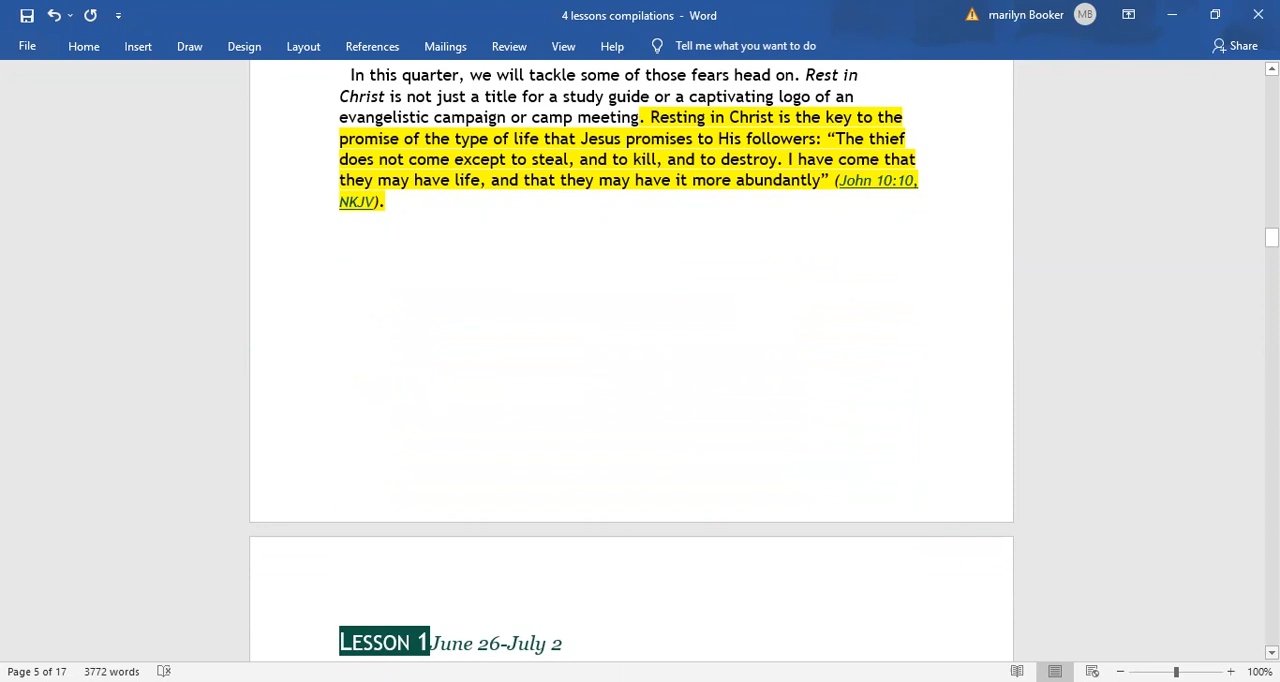 4 lessons compilations - Word
marilyn Booker MB
File Home Insert Draw Design Layout References Mailings Review View Help Tell me what you want to do Share
In this quarter, we will tackle some of those fears head on. Rest in
Christ is not just a title for a study guide or a captivating logo of an
evangelistic campaign or camp meeting. Resting in Christ is the key to the
promise of the type of life that Jesus promises to His followers: “The thief
does not come except to steal, and to kill, and to destroy. I have come that
they may have life, and that they may have it more abundantly” (John 10:10,
NKJV).
LESSON 1 June 26-July 2
Page 5 of 17 3772 words 100%